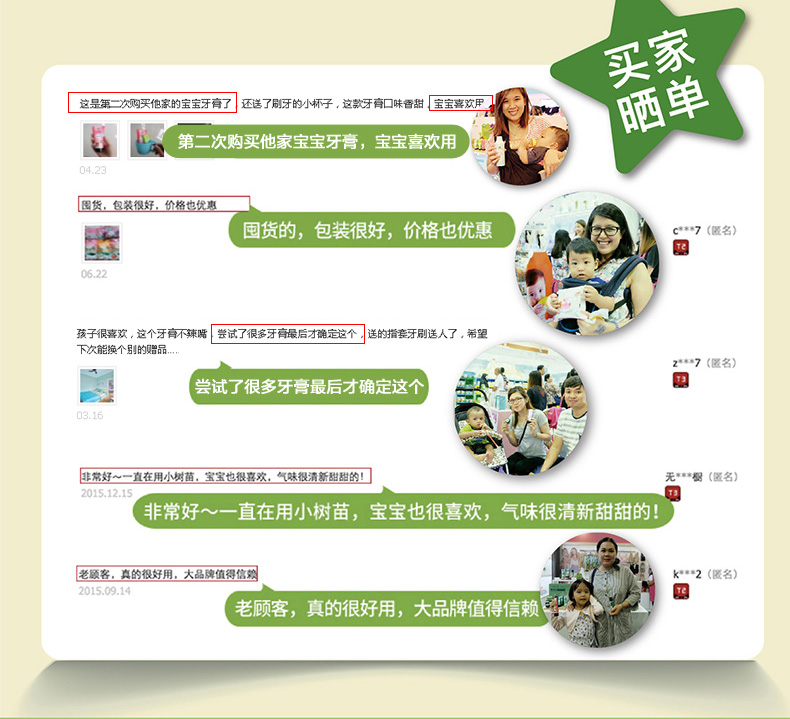 买家
晒单
这是第二次购买他家的宝宝牙膏了 还送了刷牙的小杯子，这款牙膏口味香甜，宝宝喜欢用
第二次购买他家宝宝牙膏，宝宝喜欢用
04.23
囤货，包装很好，价格也优惠
囤货的，包装很好，价格也优惠
c***7（匿名）
T2
06.22
孩子很喜欢，这个牙膏不辣嘴，尝试了很多牙膏最后才确定这个，送的指套牙刷送人了，希望
下次能换个别的赠品....
z***7（匿名）
T3
尝试了很多牙膏最后才确定这个
03.16
非常好～一直在用小树苗，宝宝也很喜欢，气味很清新甜甜的！
无***橱（匿名）
T3
2015.12.15
非常好～一直在用小树苗，宝宝也很喜欢，气味很清新甜甜的！
老顾客，真的很好用，大品牌值得信赖
k***2（匿名）
T2
2015.09.14
老顾客，真的很好用，大品牌值得信赖